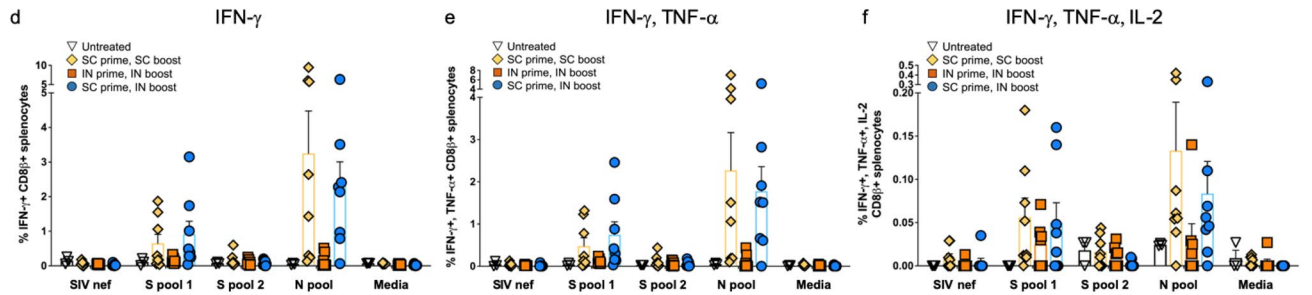 d IFN-γ
Untreated
SC prime, SC boost
IN prime, IN boost
SC prime, IN boost
% IFN-γ+ CD8β+ splenocytes
10
5
5
4
3
2
1
0
SIV nef S pool 1 S pool 2 N pool Media
e IFN-γ, TNF-α
Untreated
SC prime, SC boost
IN prime, IN boost
SC prime, IN boost
% IFN-γ+, TNF-α+ CD8β+ splenocytes
8
6
4
4
3
2
1
0
SIV nef S pool 1 S pool 2 N pool Media
f IFN-γ, TNF-α, IL-2
Untreated
SC prime, SC boost
IN prime, IN boost
SC prime, IN boost
% IFN-γ+, TNF-α+, IL-2
CD8β+ splenocytes
0.5
0.4
0.3
0.2
0.20
0.15
0.10
0.05
0.00
SIV nef S pool 1 S pool 2 N pool Media